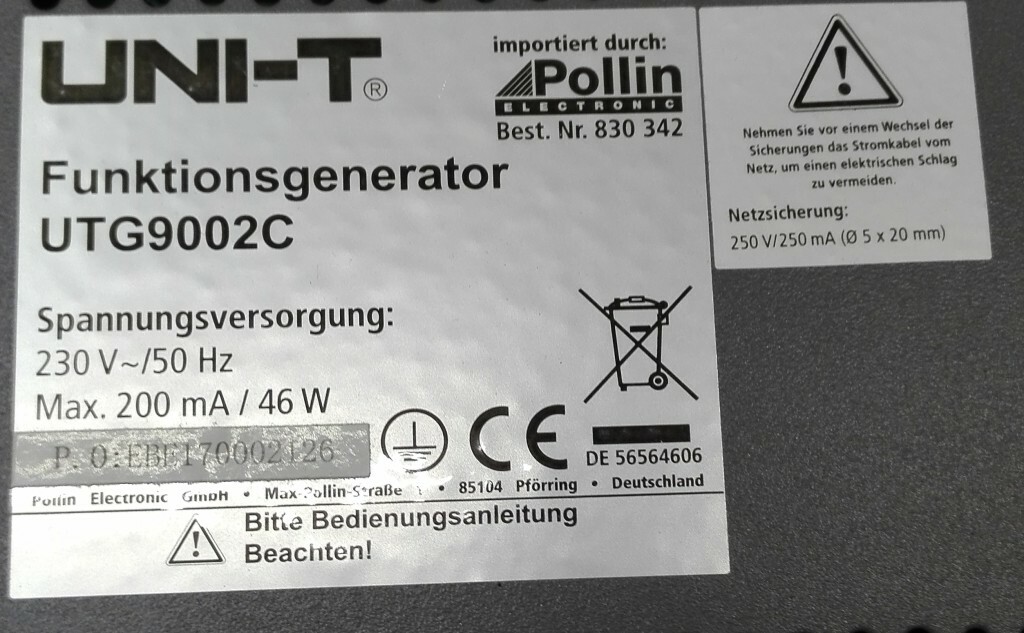 UNI-T®
importiert durch:
Pollin
ELECTRONIC
Best. Nr. 830 342
Funktionsgenerator
UTG9002C
Spannungsversorgung:
230 V~/50 Hz
Max. 200 mA / 46 W
P. O:EBF170002126
CE
DE 56564606
Pollin Electronic GmbH • Max-Pollin-Straße • 85104 Pförring • Deutschland
Bitte Bedienungsanleitung
Beachten!
Nehmen Sie vor einem Wechsel der
Sicherungen das Stromkabel vom
Netz, um einen elektrischen Schlag
zu vermeiden.
Netzsicherung:
250 V/250 mA (Ø 5 x 20 mm)